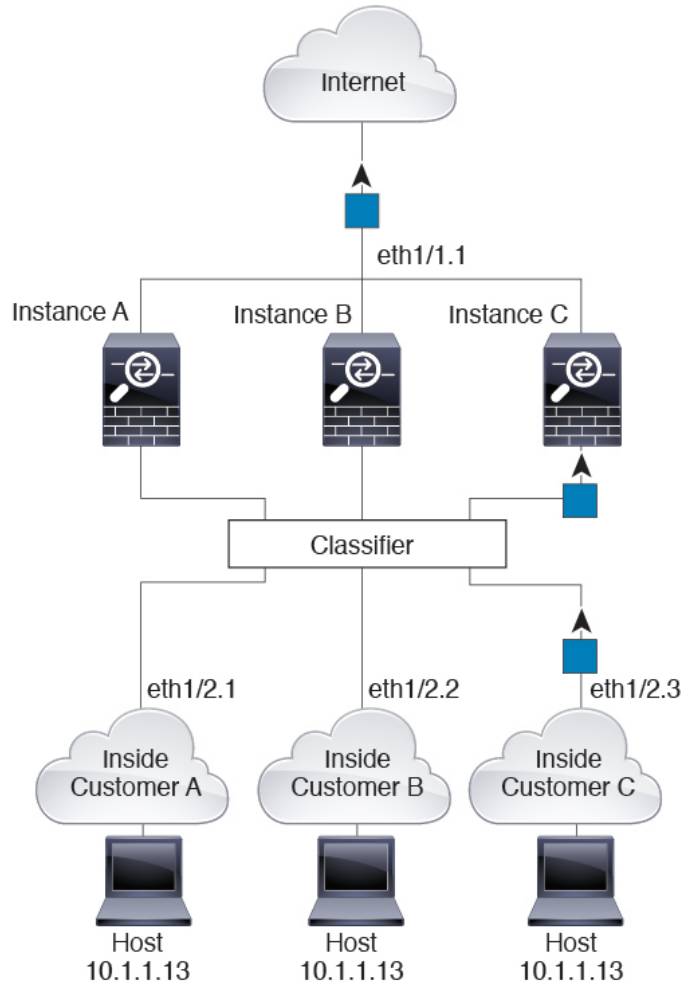 Internet
eth1/1.1
Instance A
Instance B
Instance C
Classifier
eth1/2.1
eth1/2.2
eth1/2.3
Inside
Customer A
Inside
Customer B
Inside
Customer C
Host
10.1.1.13
Host
10.1.1.13
Host
10.1.1.13